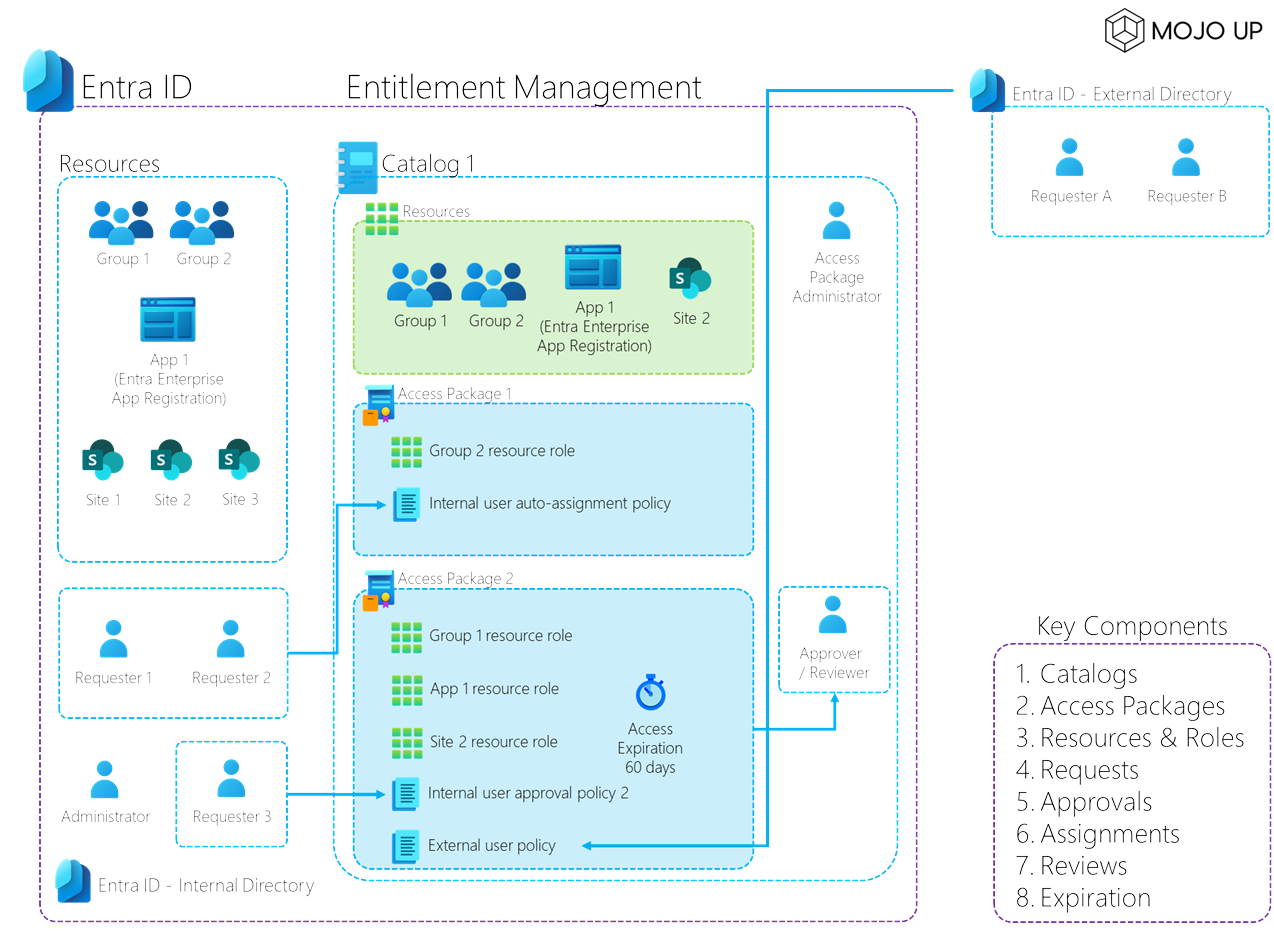 MOJO UP
Entra ID
Entitlement Management
Entra ID - External Directory
Requester A
Requester B
Resources
Group 1
Group 2
App 1
(Entra Enterprise
App Registration)
S
S
S
Site 1
Site 2
Site 3
Requester 1
Requester 2
Administrator
Requester 3
Entra ID - Internal Directory
Catalog 1
Resources
Group 1
Group 2
App 1
(Entra Enterprise
App Registration)
S
Site 2
Access
Package
Administrator
Access Package 1
Group 2 resource role
Internal user auto-assignment policy
Access Package 2
Group 1 resource role
App 1 resource role
Site 2 resource role
Internal user approval policy 2
External user policy
Access
Expiration
60 days
Approver
/ Reviewer
Key Components
1. Catalogs
2. Access Packages
3. Resources & Roles
4. Requests
5. Approvals
6. Assignments
7. Reviews
8. Expiration